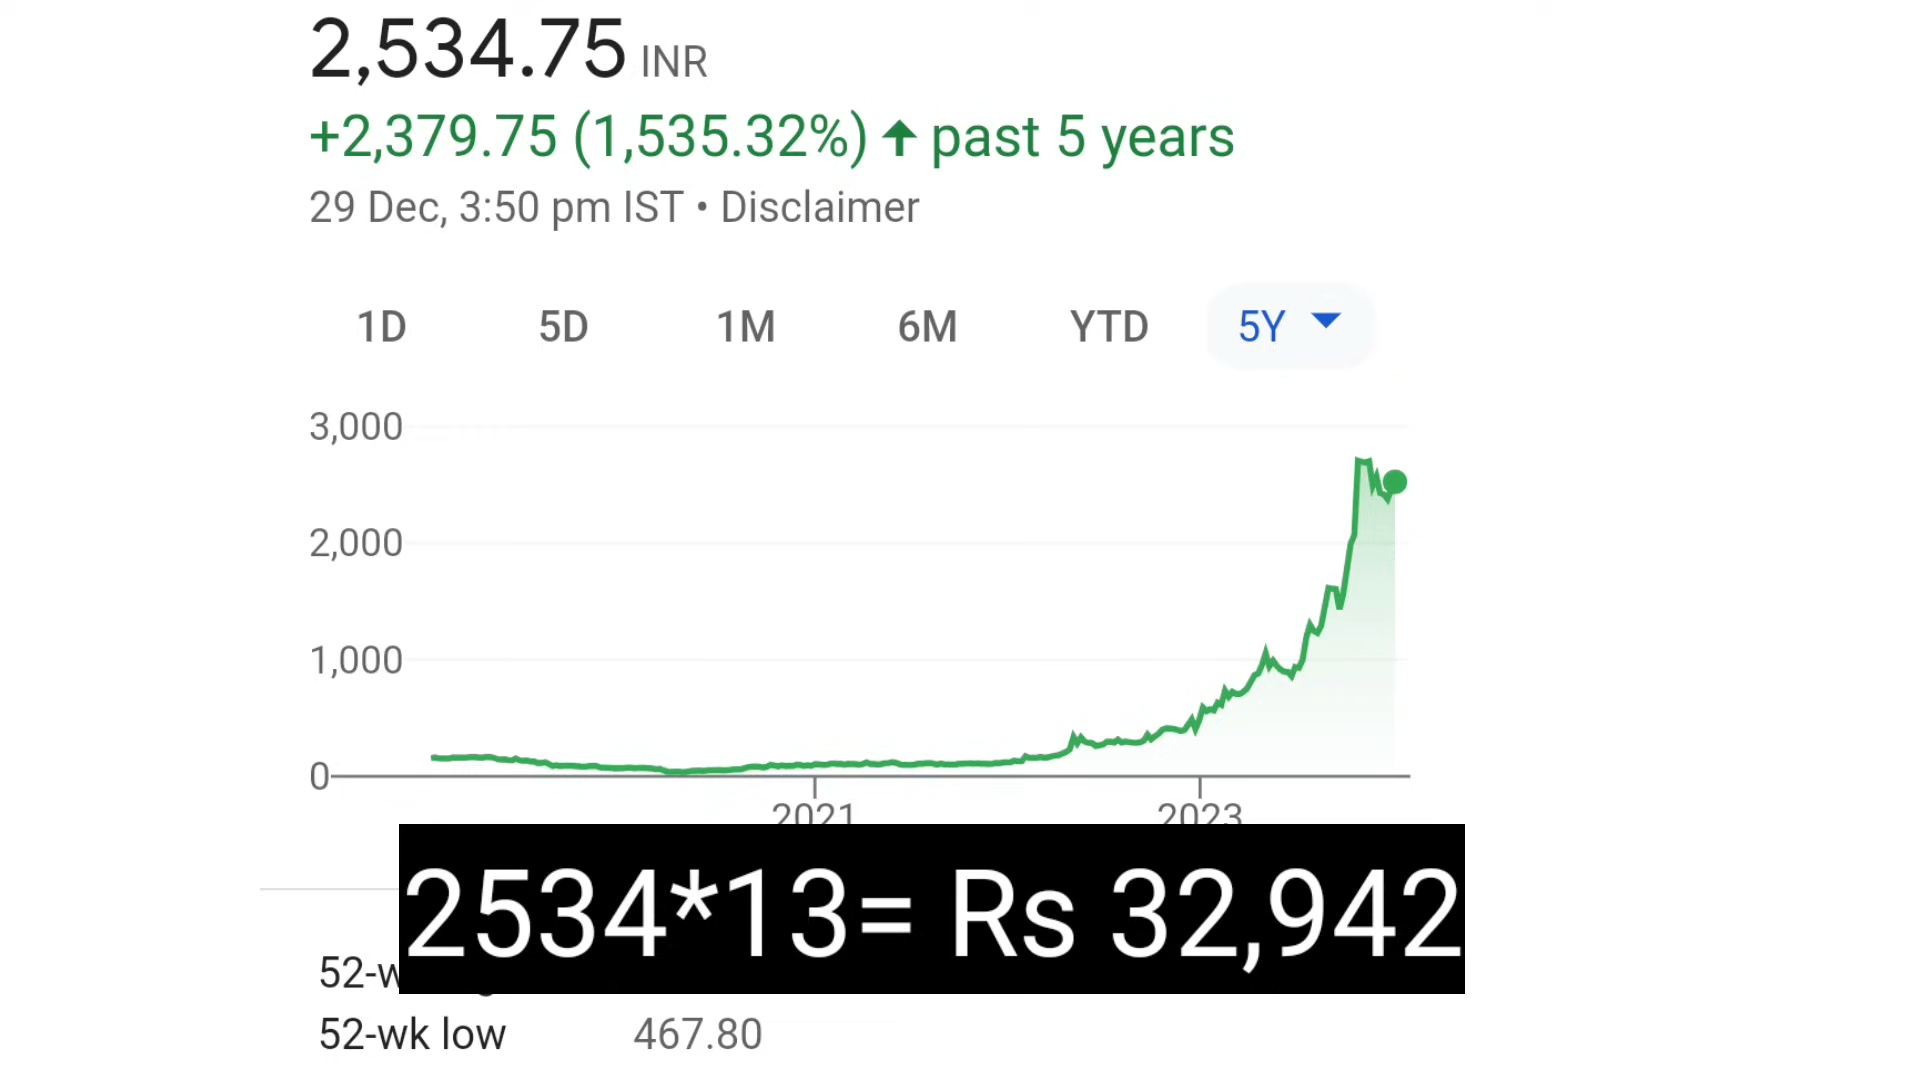 2,534.75 INR
+2,379.75 (1,535.32%) ↑ past 5 years
29 Dec, 3:50 pm IST • Disclaimer
1D 5D 1M 6M YTD 5Y
3,000
2,000
1,000
0
2021 2023
2534*13= Rs 32,942
52-wk low 467.80